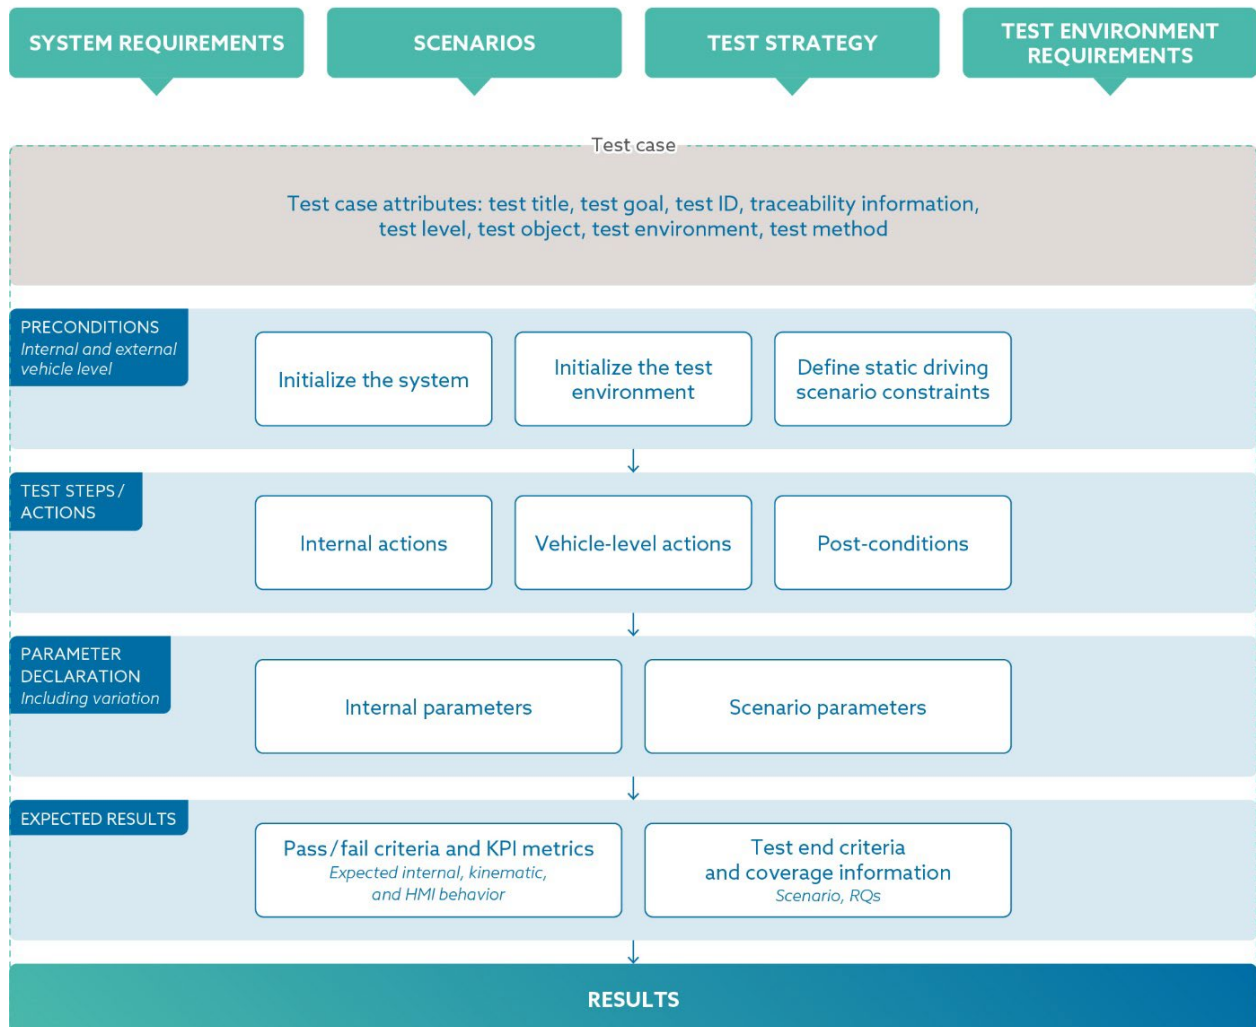 SYSTEM REQUIREMENTS
SCENARIOS
TEST STRATEGY
TEST ENVIRONMENT
REQUIREMENTS
Test case
Test case attributes: test title, test goal, test ID, traceability information,
test level, test object, test environment, test method
PRECONDITIONS
Internal and external
vehicle level
Initialize the system
Initialize the test
environment
Define static driving
scenario constraints
TEST STEPS/
ACTIONS
Internal actions
Vehicle-level actions
Post-conditions
PARAMETER
DECLARATION
Including variation
Internal parameters
Scenario parameters
EXPECTED RESULTS
Pass/fail criteria and KPI metrics
Expected internal, kinematic,
and HMI behavior
Test end criteria
and coverage information
Scenario, RQs
RESULTS